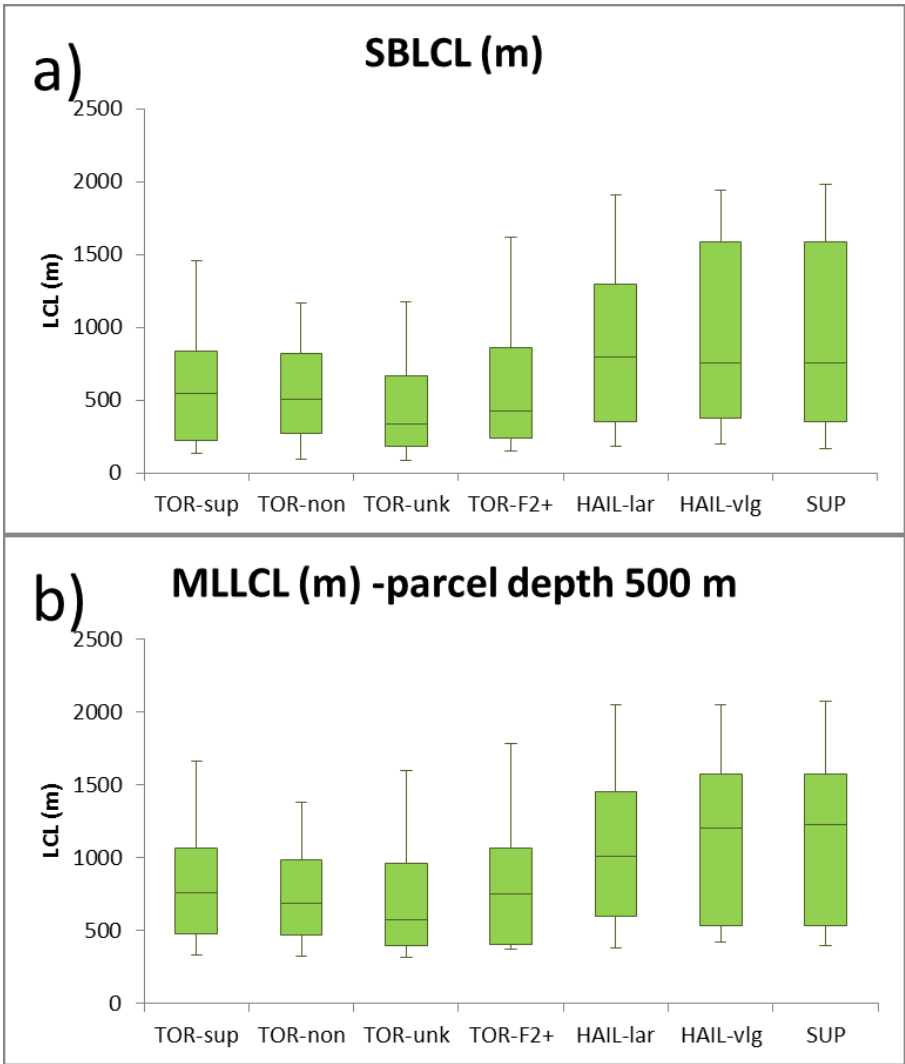 a)
SBLCL (m)
2500
2000
1500
1000
500
0
LCL (m)
TOR-sup TOR-non TOR-unk TOR-F2+ HAIL-lar HAIL-vlg SUP
b)
MLLCL (m) -parcel depth 500 m
2500
2000
1500
1000
500
0
LCL (m)
TOR-sup TOR-non TOR-unk TOR-F2+ HAIL-lar HAIL-vlg SUP